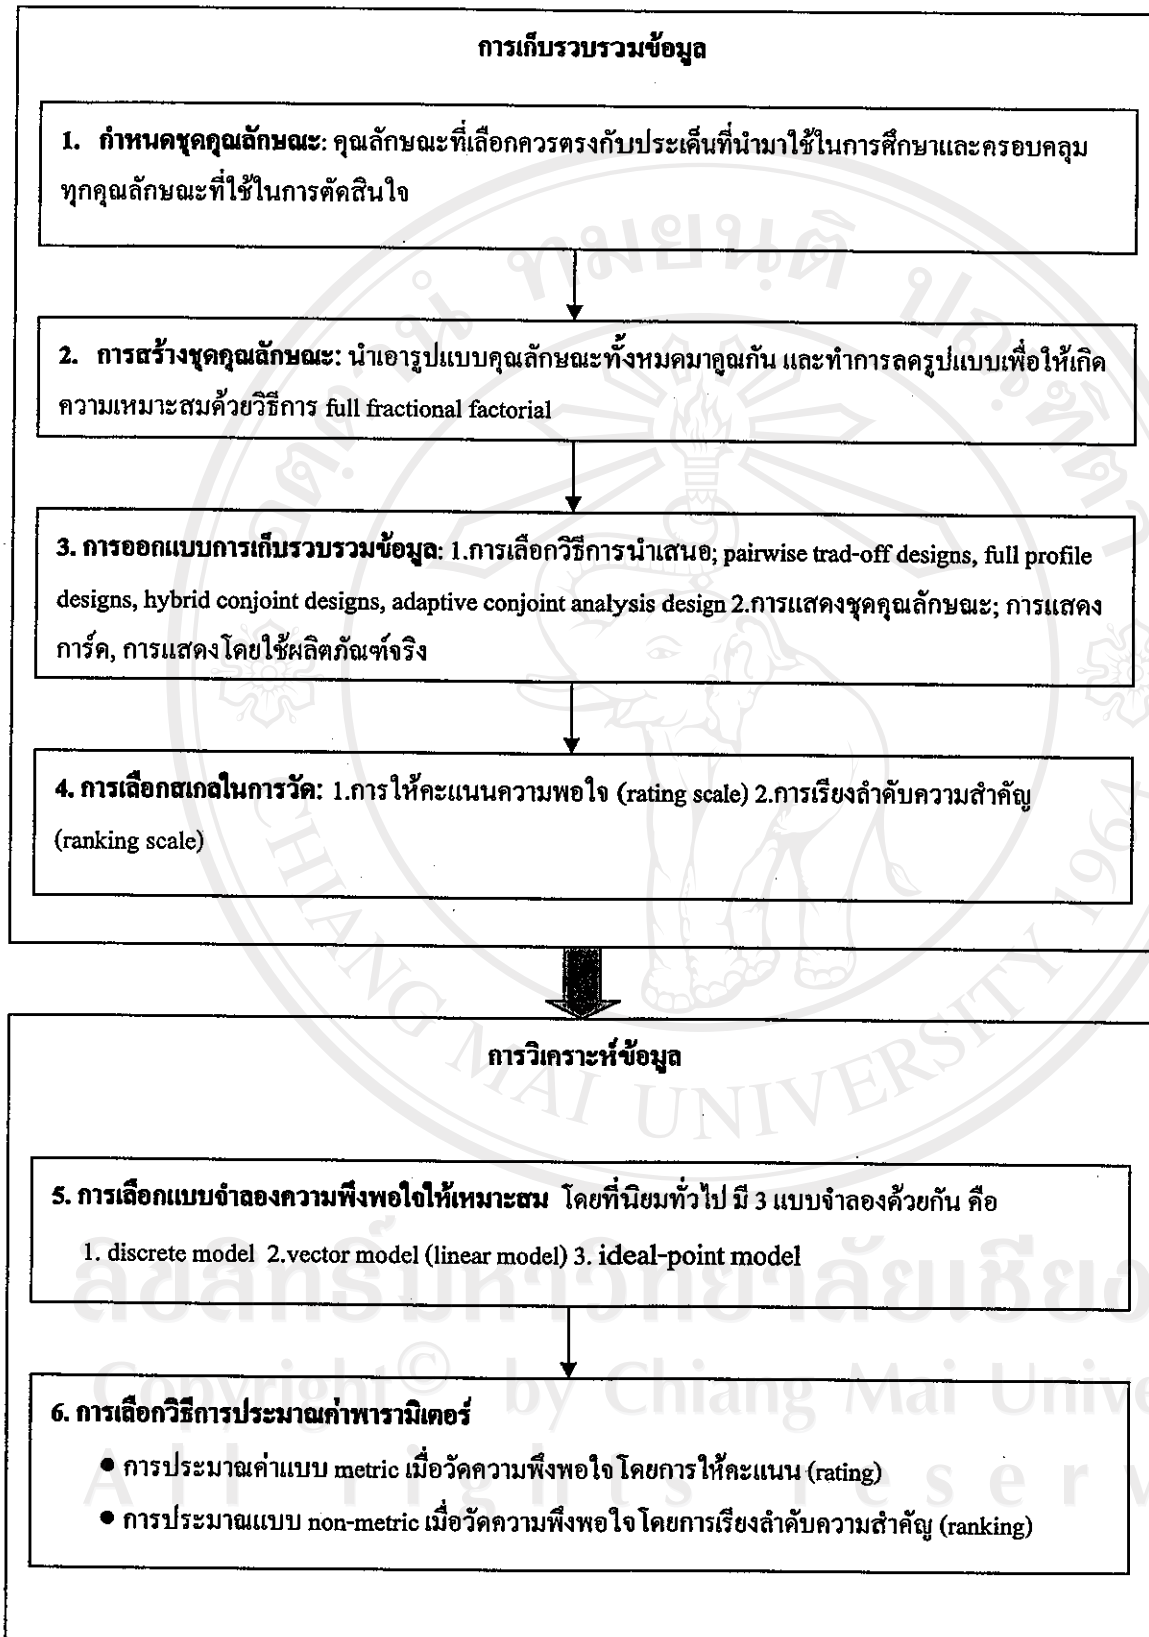 การเก็บรวบรวมข้อมูล
1. กำหนดชุดคุณลักษณะ: คุณลักษณะที่เลือกควรตรงกับประเด็นที่นำมาใช้ในการศึกษาและครอบคลุม
ทุกคุณลักษณะที่ใช้ในการตัดสินใจ
2. การสร้างชุดคุณลักษณะ: นำเอารูปแบบคุณลักษณะทั้งหมดมาคูณกัน และทำการลดรูปแบบเพื่อให้เกิด
ความเหมาะสมด้วยวิธีการ full fractional factorial
3. การออกแบบการเก็บรวบรวมข้อมูล: 1.การเลือกวิธีการนำเสนอ; pairwise trad-off designs, full profile
designs, hybrid conjoint designs, adaptive conjoint analysis design 2.การแสดงชุดคุณลักษณะ; การแสดง
การ์ด, การแสดงโดยใช้ผลิตภัณฑ์จริง
4. การเลือกสเกลในการวัด: 1.การให้คะแนนความพอใจ (rating scale) 2.การเรียงลำดับความสำคัญ
(ranking scale)
CHIANG MAI UNIVERSITY 1964
การวิเคราะห์ข้อมูล
5. การเลือกแบบจำลองความพึงพอใจให้เหมาะสม โดยที่นิยมทั่วไป มี 3 แบบจำลองด้วยกัน คือ
1. discrete model 2.vector model (linear model) 3. ideal-point model
ลิขสิทธิ์มหาวิทยาลัยเชียง
6. การเลือกวิธีการประมาณค่าพารามิเตอร์
Copyright© by Chiang Mai Unive
● การประมาณค่าแบบ metric เมื่อวัดความพึงพอใจ โดยการให้คะแนน (rating)
All rights reserv
● การประมาณแบบ non-metric เมื่อวัดความพึงพอใจ โดยการเรียงลำดับความสำคัญ (ranking)